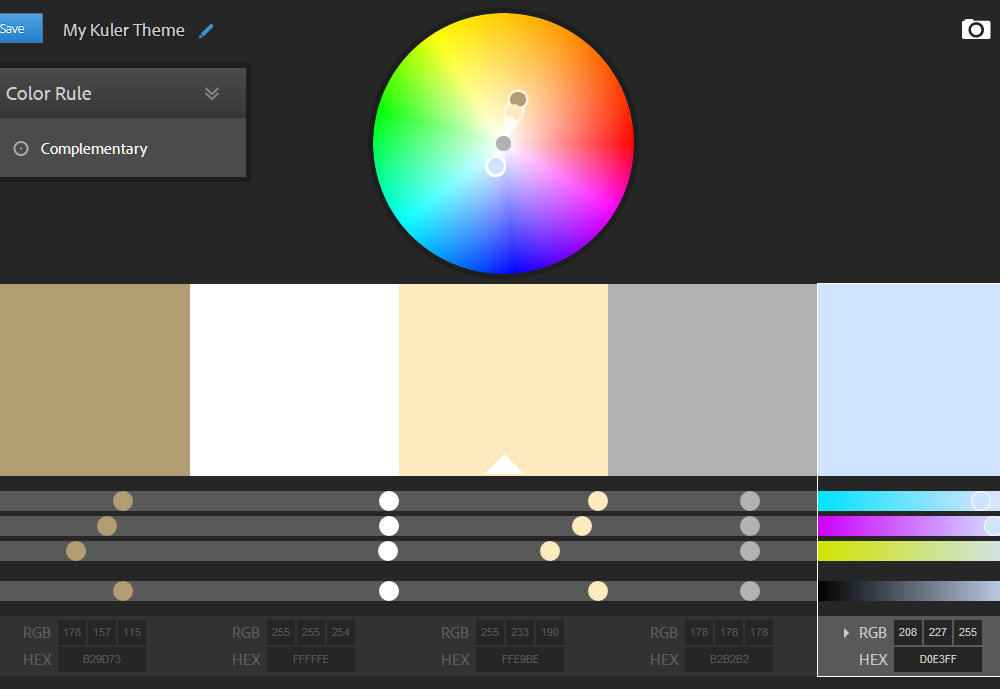 Save My Kuler Theme
Color Rule
Complementary
RGB 178 157 115 RGB 255 255 254 RGB 255 233 190 RGB 178 178 178 RGB 208 227 255
HEX B29D73 HEX FFFFFE HEX FFE9BE HEX B2B2B2 HEX D0E3FF